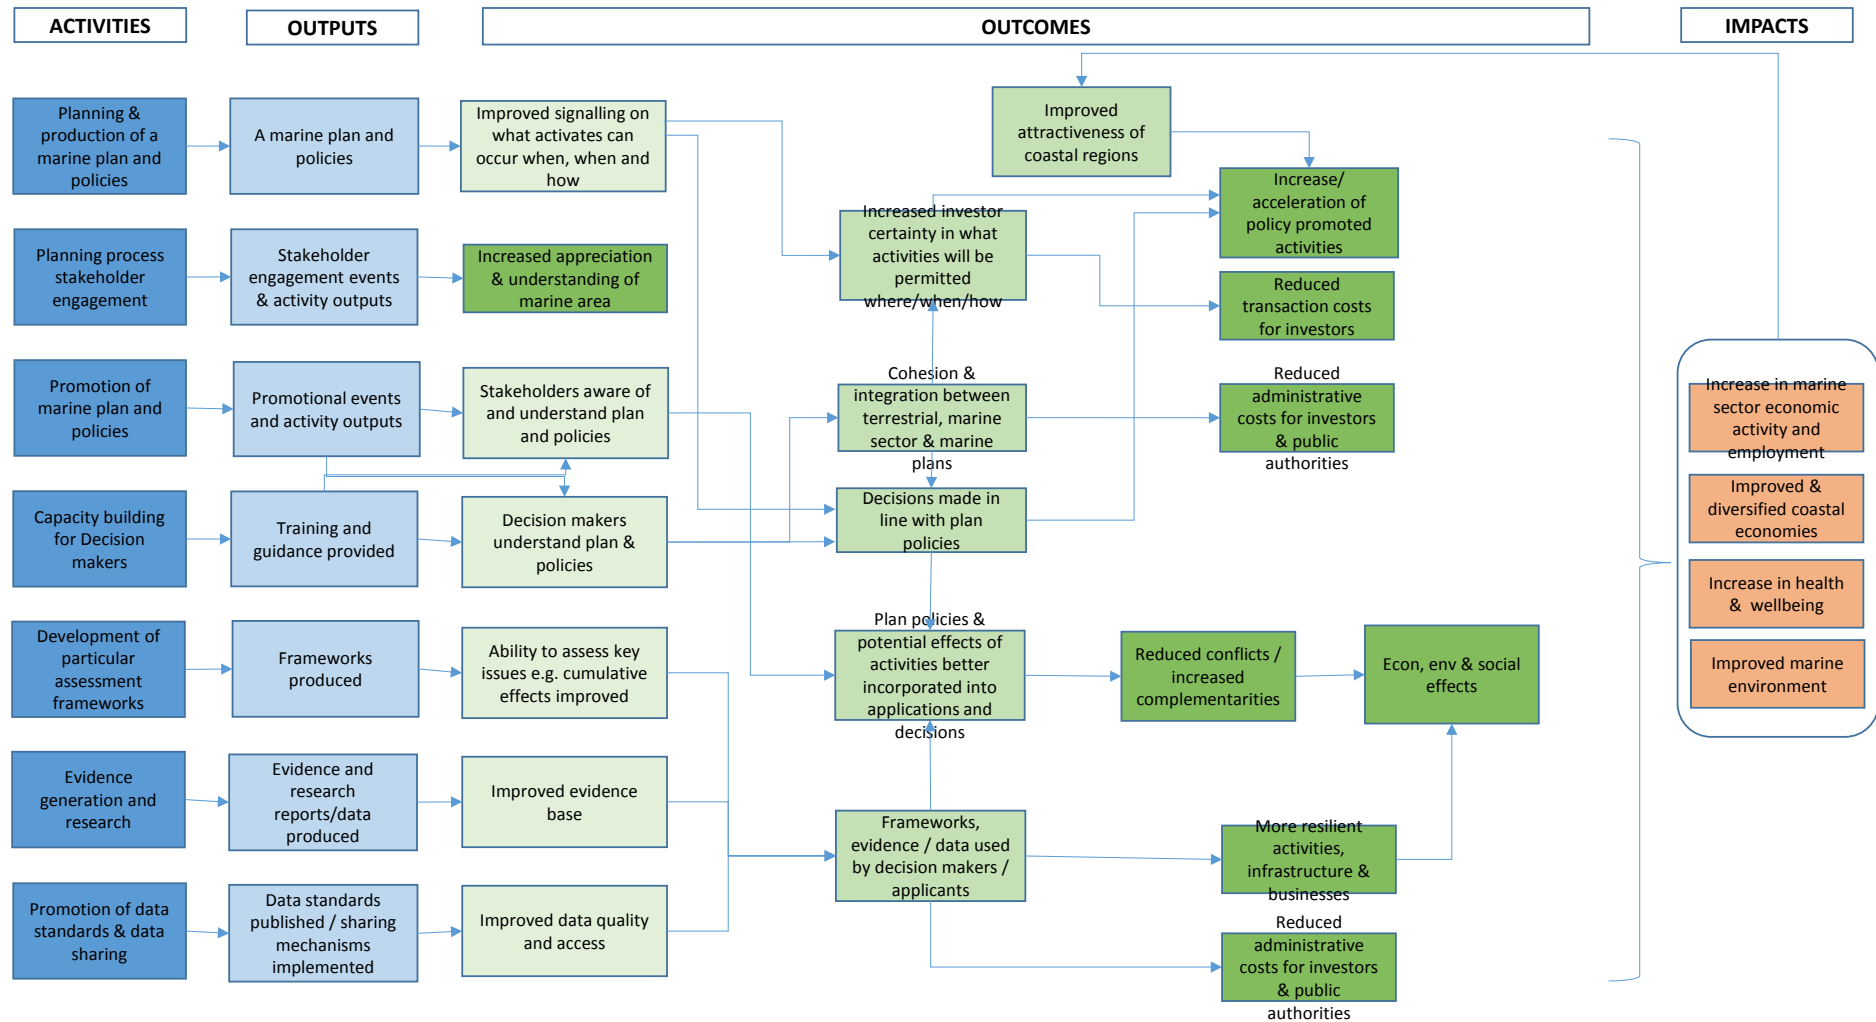 ACTIVITIES
OUTPUTS
OUTCOMES
IMPACTS
Planning &
production of a
marine plan and
policies
A marine plan and
policies
Improved signalling on
what activates can
occur when, when and
how
Improved
attractiveness of
coastal regions
Increase/
acceleration of
policy promoted
activities
Planning process
stakeholder
engagement
Stakeholder
engagement events
& activity outputs
Increased appreciation
& understanding of
marine area
Increased investor
certainty in what
activities will be
permitted
where/when/how
Reduced
transaction costs
for investors
Promotion of
marine plan and
policies
Promotional events
and activity outputs
Stakeholders aware of
and understand plan
and policies
Cohesion &
integration between
terrestrial, marine
sector & marine
plans
Reduced
administrative
costs for investors
& public
authorities
Capacity building
for Decision
makers
Training and
guidance provided
Decision makers
understand plan &
policies
Decisions made in
line with plan
policies
Development of
particular
assessment
frameworks
Frameworks
produced
Ability to assess key
issues e.g. cumulative
effects improved
Plan policies &
potential effects of
activities better
incorporated into
applications and
decisions
Reduced conflicts /
increased
complementarities
Econ, env & social
effects
Evidence
generation and
research
Evidence and
research
reports/data
produced
Improved evidence
base
Frameworks,
evidence / data used
by decision makers /
applicants
More resilient
activities,
infrastructure &
businesses
Promotion of data
standards & data
sharing
Data standards
published / sharing
mechanisms
implemented
Improved data quality
and access
Reduced
administrative
costs for investors
& public
authorities
Increase in marine
sector economic
activity and
employment
Improved &
diversified coastal
economies
Increase in health
& wellbeing
Improved marine
environment